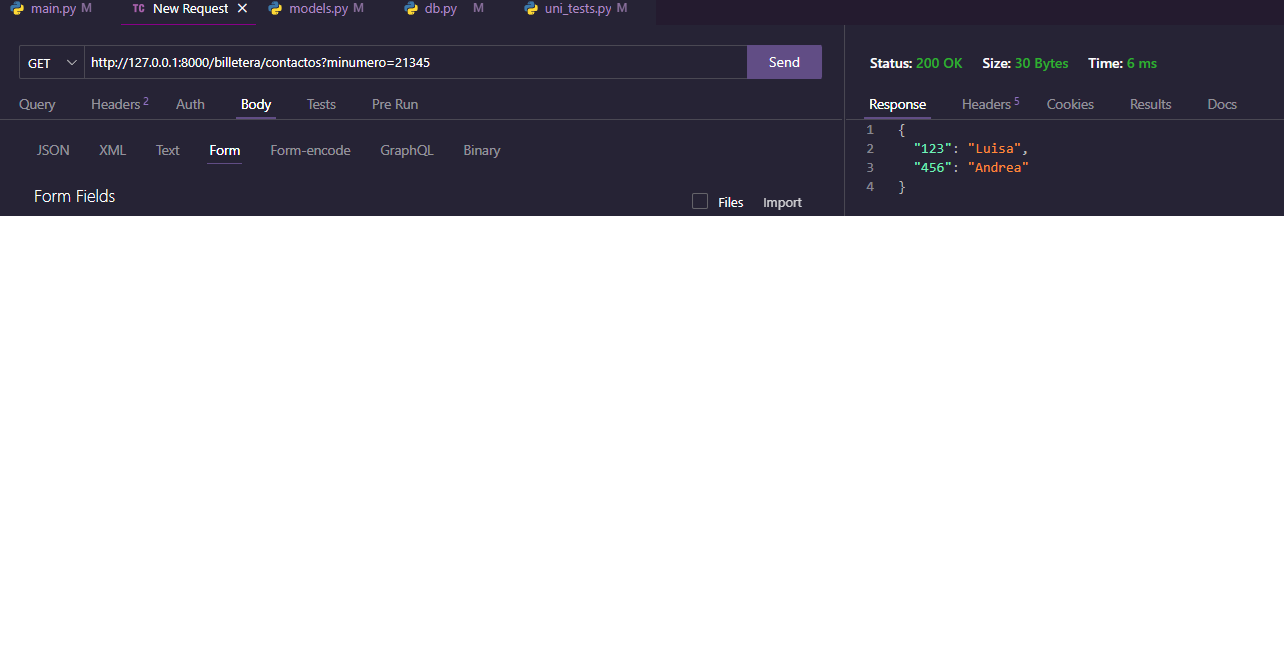 main.py M TC New Request × models.py M db.py M uni_tests.py M
GET http://127.0.0.1:8000/billetera/contactos?minumero=21345 Send
Query Headers 2 Auth Body Tests Pre Run
JSON XML Text Form Form-encode GraphQL Binary
Form Fields
Files Import
Status: 200 OK Size: 30 Bytes Time: 6 ms
Response Headers 5 Cookies Results Docs
1 {
2 "123": "Luisa",
3 "456": "Andrea"
4 }